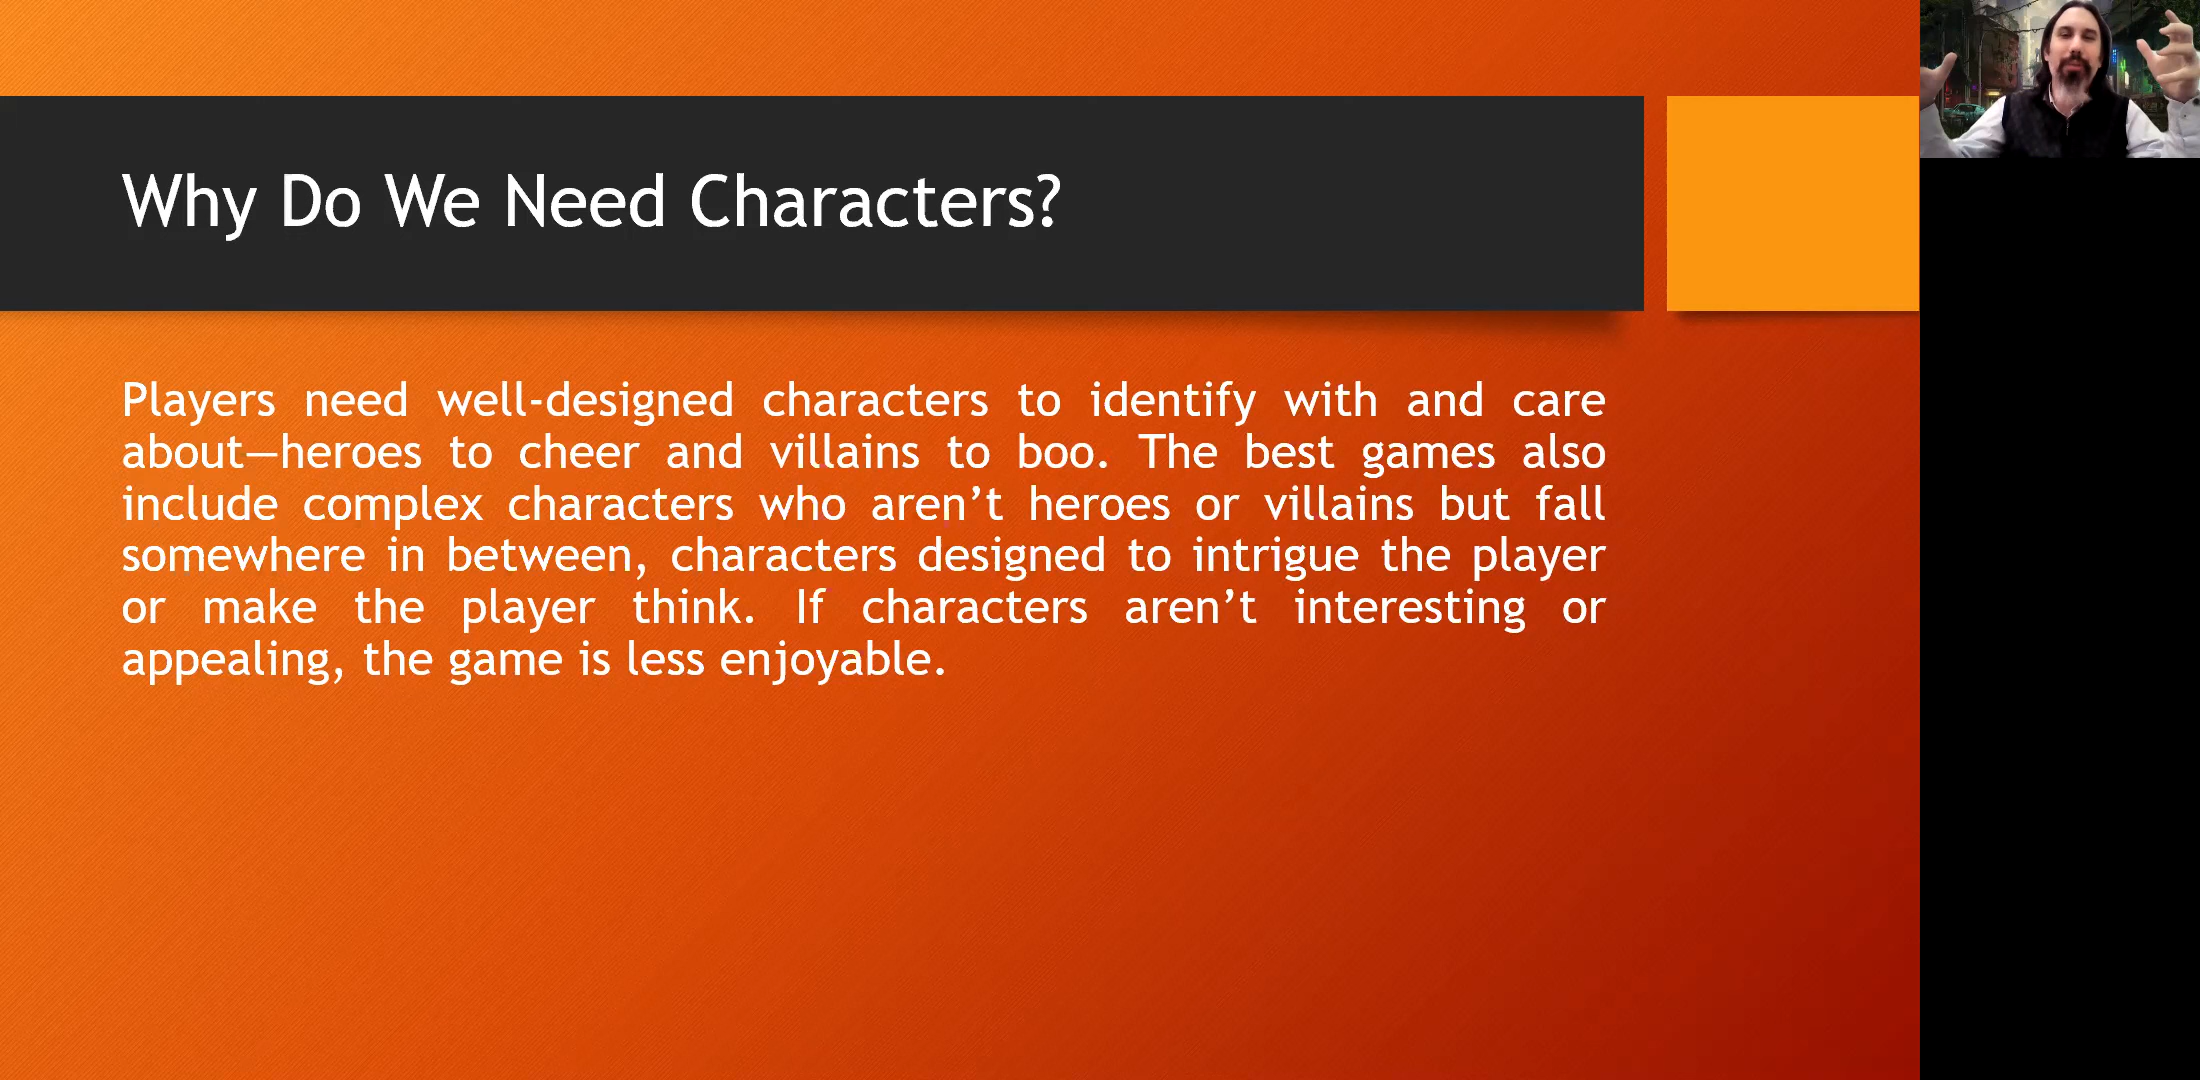 Why Do We Need Characters?
Players need well-designed characters to identify with and care
about—heroes to cheer and villains to boo. The best games also
include complex characters who aren’t heroes or villains but fall
somewhere in between, characters designed to intrigue the player
or make the player think. If characters aren’t interesting or
appealing, the game is less enjoyable.